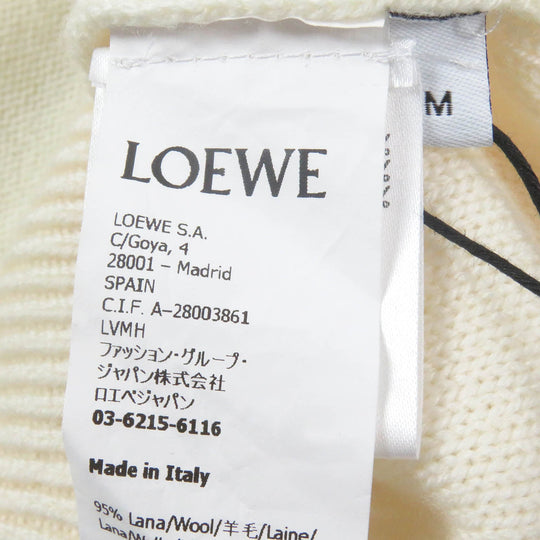 M
LOEWE
LOEWE S.A.
C/Goya, 4
28001 – Madrid
SPAIN
C.I.F. A-28003861
LVMH
ファッション・グループ・
ジャパン株式会社
ロエベジャパン
03-6215-6116
Made in Italy
95% Lana/Wool/羊毛/Laine/